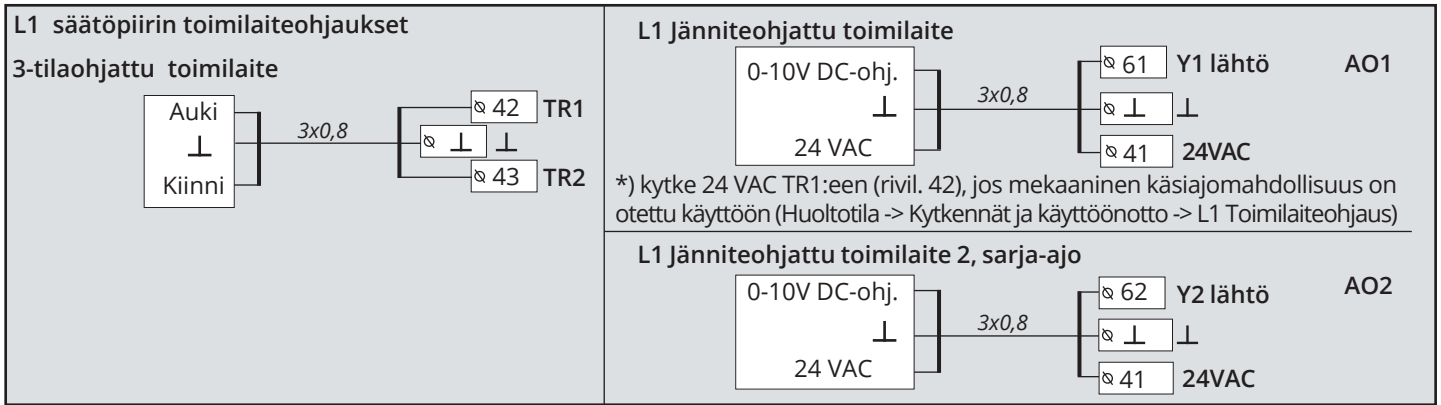 L1 säätöpiirin toimilaiteohjaukset
3-tilaohjattu toimilaite
Auki
⊥
Kiinni
3x0,8
42 TR1
⊥ ⊥
43 TR2
L1 Jänniteohjattu toimilaite
0-10V DC-ohj.
⊥
24 VAC
3x0,8
61 Y1 lähtö AO1
⊥ ⊥
41 24VAC
*) kytke 24 VAC TR1:een (rivil. 42), jos mekaaninen käsiajomahdollisuus on
otettu käyttöön (Huoltotila -> Kytkennät ja käyttöönotto -> L1 Toimilaiteohjaus)
L1 Jänniteohjattu toimilaite 2, sarja-ajo
0-10V DC-ohj.
⊥
24 VAC
3x0,8
62 Y2 lähtö AO2
⊥ ⊥
41 24VAC